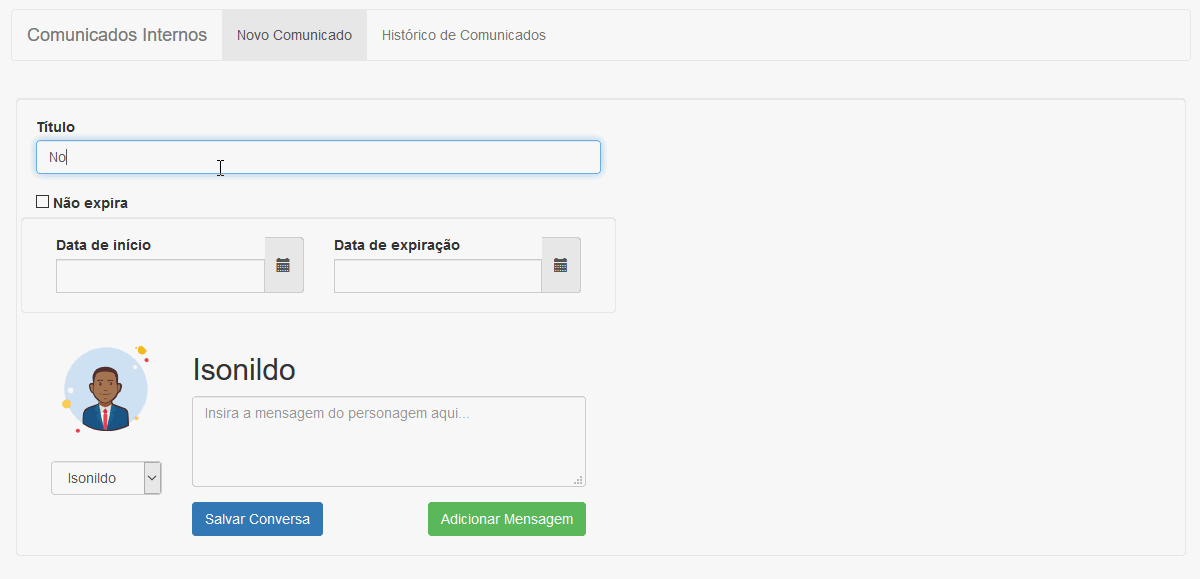 Comunicados Internos Novo Comunicado Histórico de Comunicados
Título
No
Não expira
Data de início Data de expiração
Isonildo
Insira a mensagem do personagem aqui...
Isonildo
Salvar Conversa Adicionar Mensagem